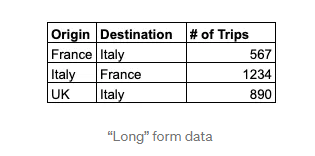 Origin Destination # of Trips
France Italy 567
Italy France 1234
UK Italy 890
“Long” form data